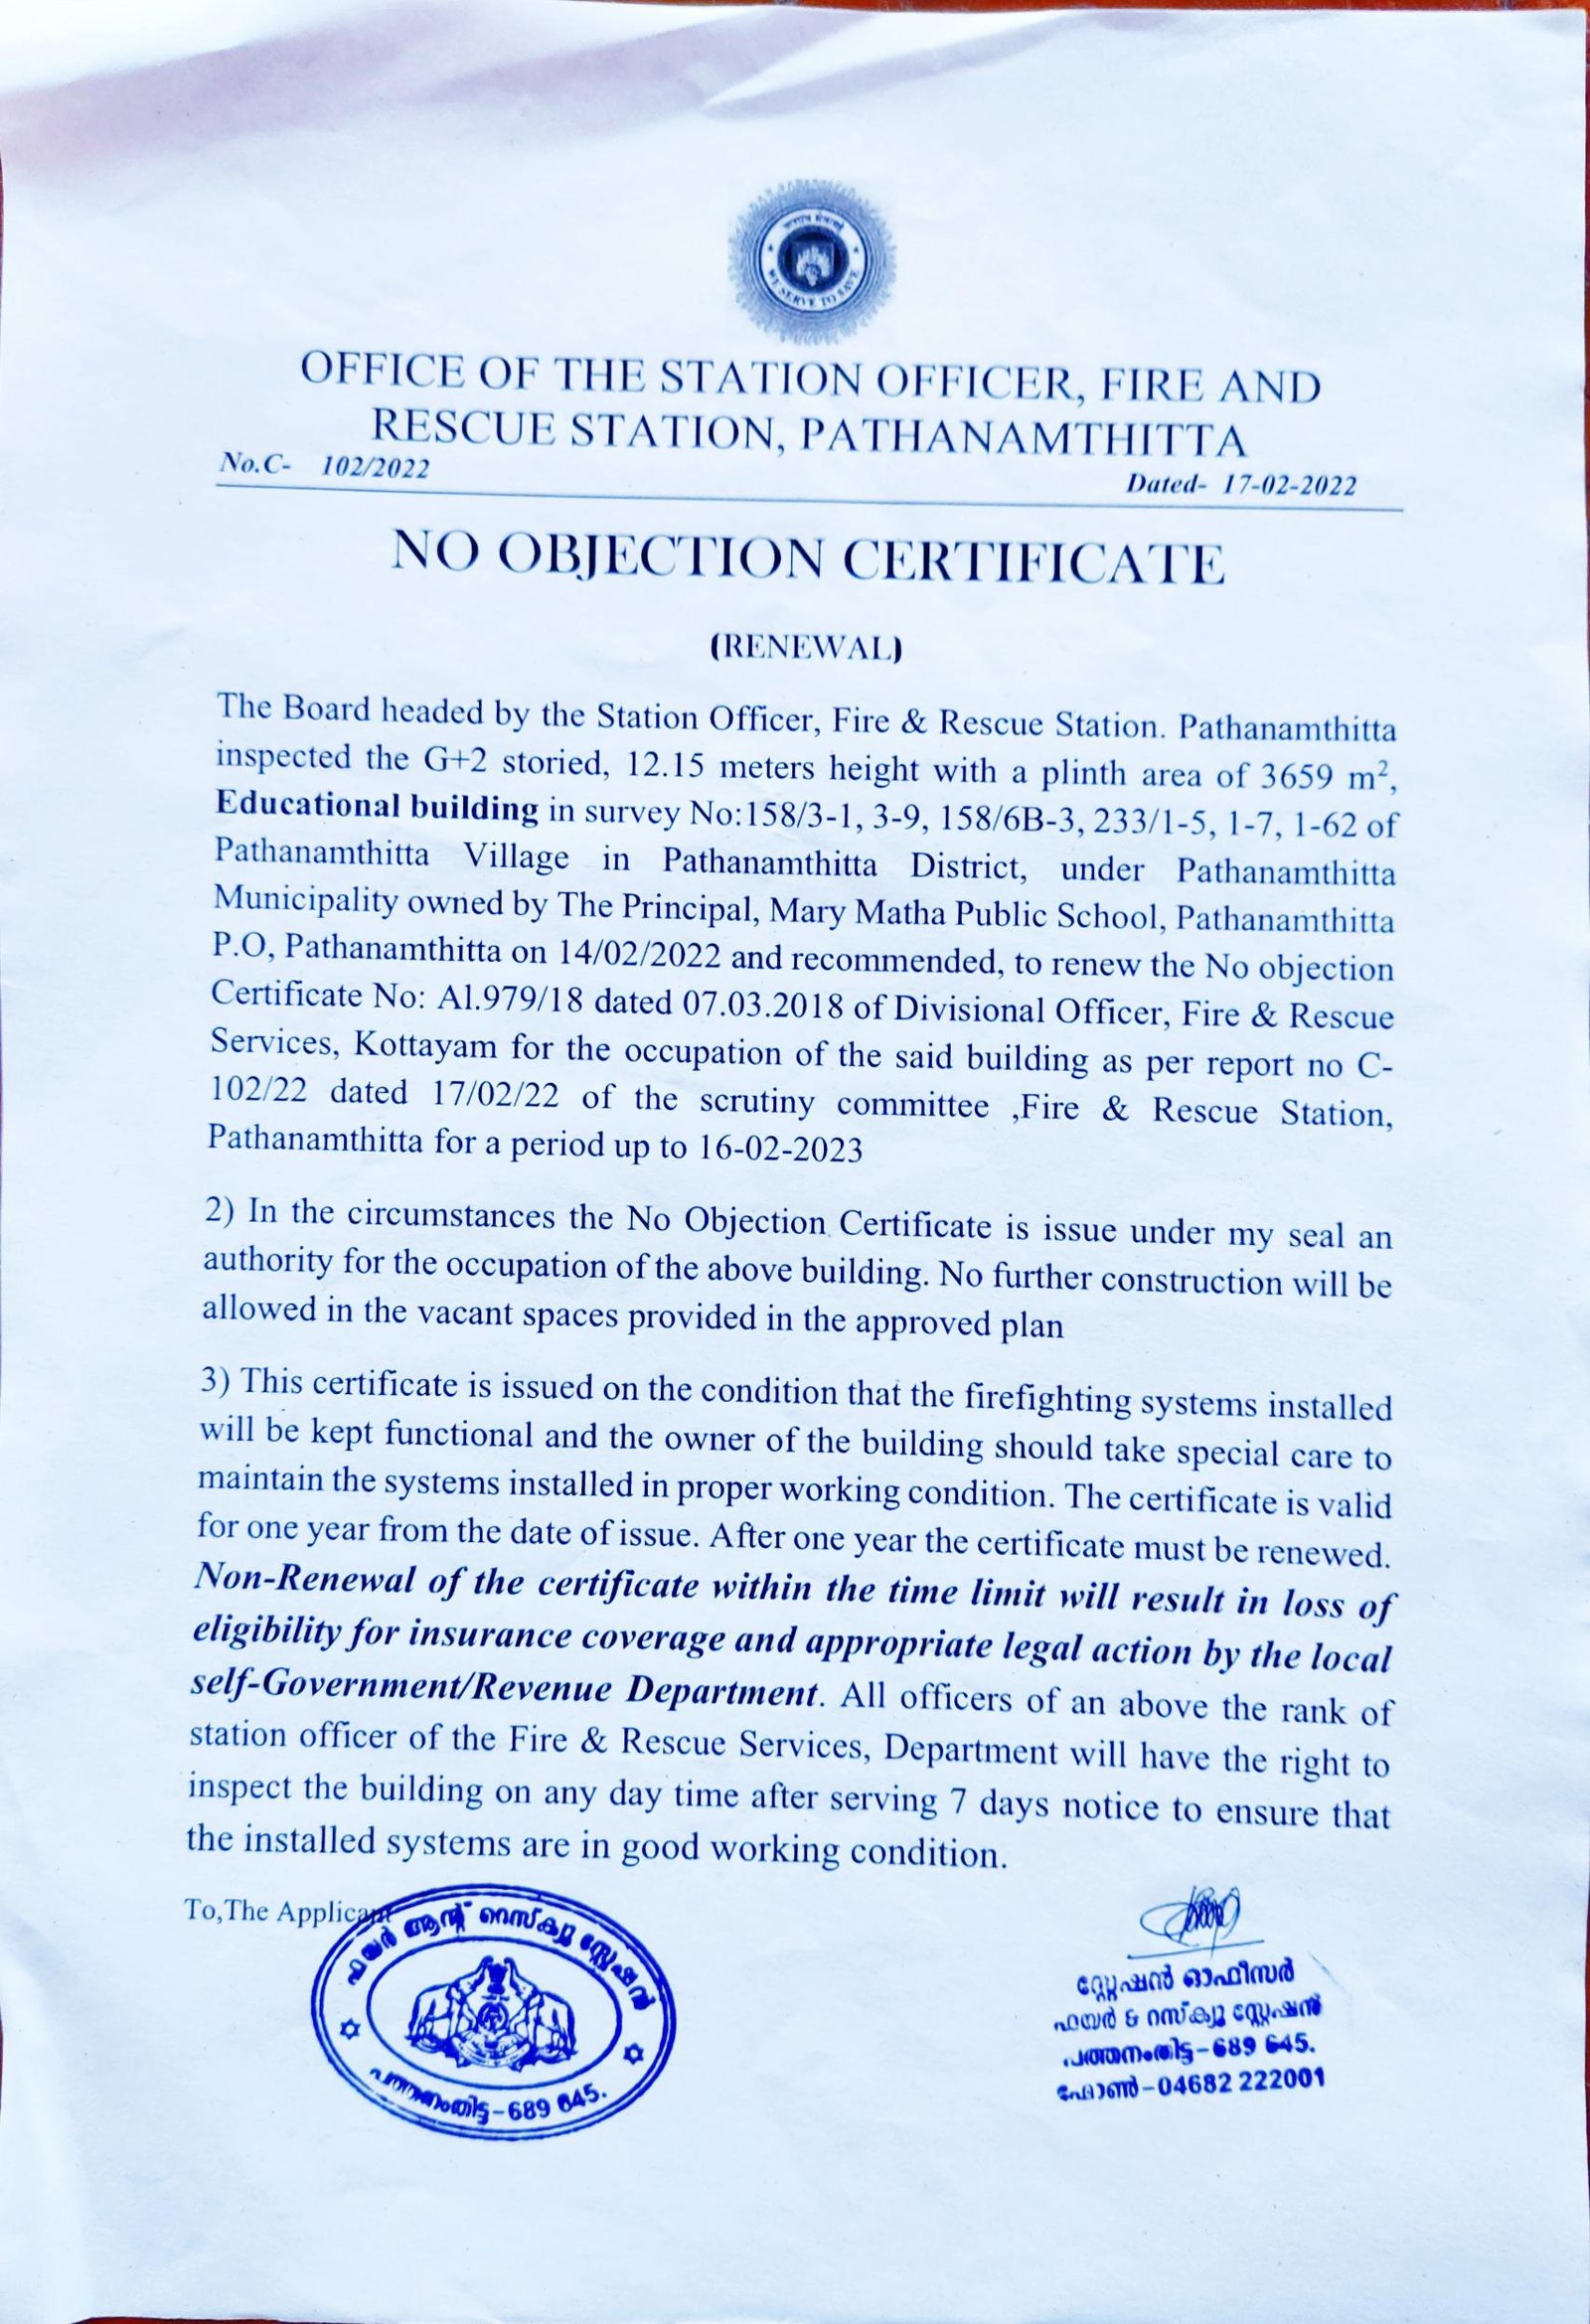 WE SERVE TO SAVE
OFFICE OF THE STATION OFFICER, FIRE AND
RESCUE STATION, PATHANAMTHITTA
No.C- 102/2022
Dated- 17-02-2022
NO OBJECTION CERTIFICATE
(RENEWAL)
The Board headed by the Station Officer, Fire & Rescue Station. Pathanamthitta
inspected the G+2 storied, 12.15 meters height with a plinth area of 3659 m²,
Educational building in survey No:158/3-1, 3-9, 158/6B-3, 233/1-5, 1-7, 1-62 of
Pathanamthitta Village in Pathanamthitta District, under Pathanamthitta
Municipality owned by The Principal, Mary Matha Public School, Pathanamthitta
P.O, Pathanamthitta on 14/02/2022 and recommended, to renew the No objection
Certificate No: Al.979/18 dated 07.03.2018 of Divisional Officer, Fire & Rescue
Services, Kottayam for the occupation of the said building as per report no C-
102/22 dated 17/02/22 of the scrutiny committee ,Fire & Rescue Station,
Pathanamthitta for a period up to 16-02-2023
2) In the circumstances the No Objection Certificate is issue under my seal an
authority for the occupation of the above building. No further construction will be
allowed in the vacant spaces provided in the approved plan
3) This certificate is issued on the condition that the firefighting systems installed
will be kept functional and the owner of the building should take special care to
maintain the systems installed in proper working condition. The certificate is valid
for one year from the date of issue. After one year the certificate must be renewed.
Non-Renewal of the certificate within the time limit will result in loss of
eligibility for insurance coverage and appropriate legal action by the local
self-Government/Revenue Department. All officers of an above the rank of
station officer of the Fire & Rescue Services, Department will have the right to
inspect the building on any day time after serving 7 days notice to ensure that
the installed systems are in good working condition.
To,The Applicant
ഫയർ ആന്റ് റെസ്ക്യൂ സ്റ്റേഷൻ
പത്തനംതിട്ട-689 645.
സ്റ്റേഷൻ ഓഫീസർ
ഫയർ & റസ്ക്യൂ സ്റ്റേഷൻ
പത്തനംതിട്ട-689 645.
ഫോൺ-04682 222001